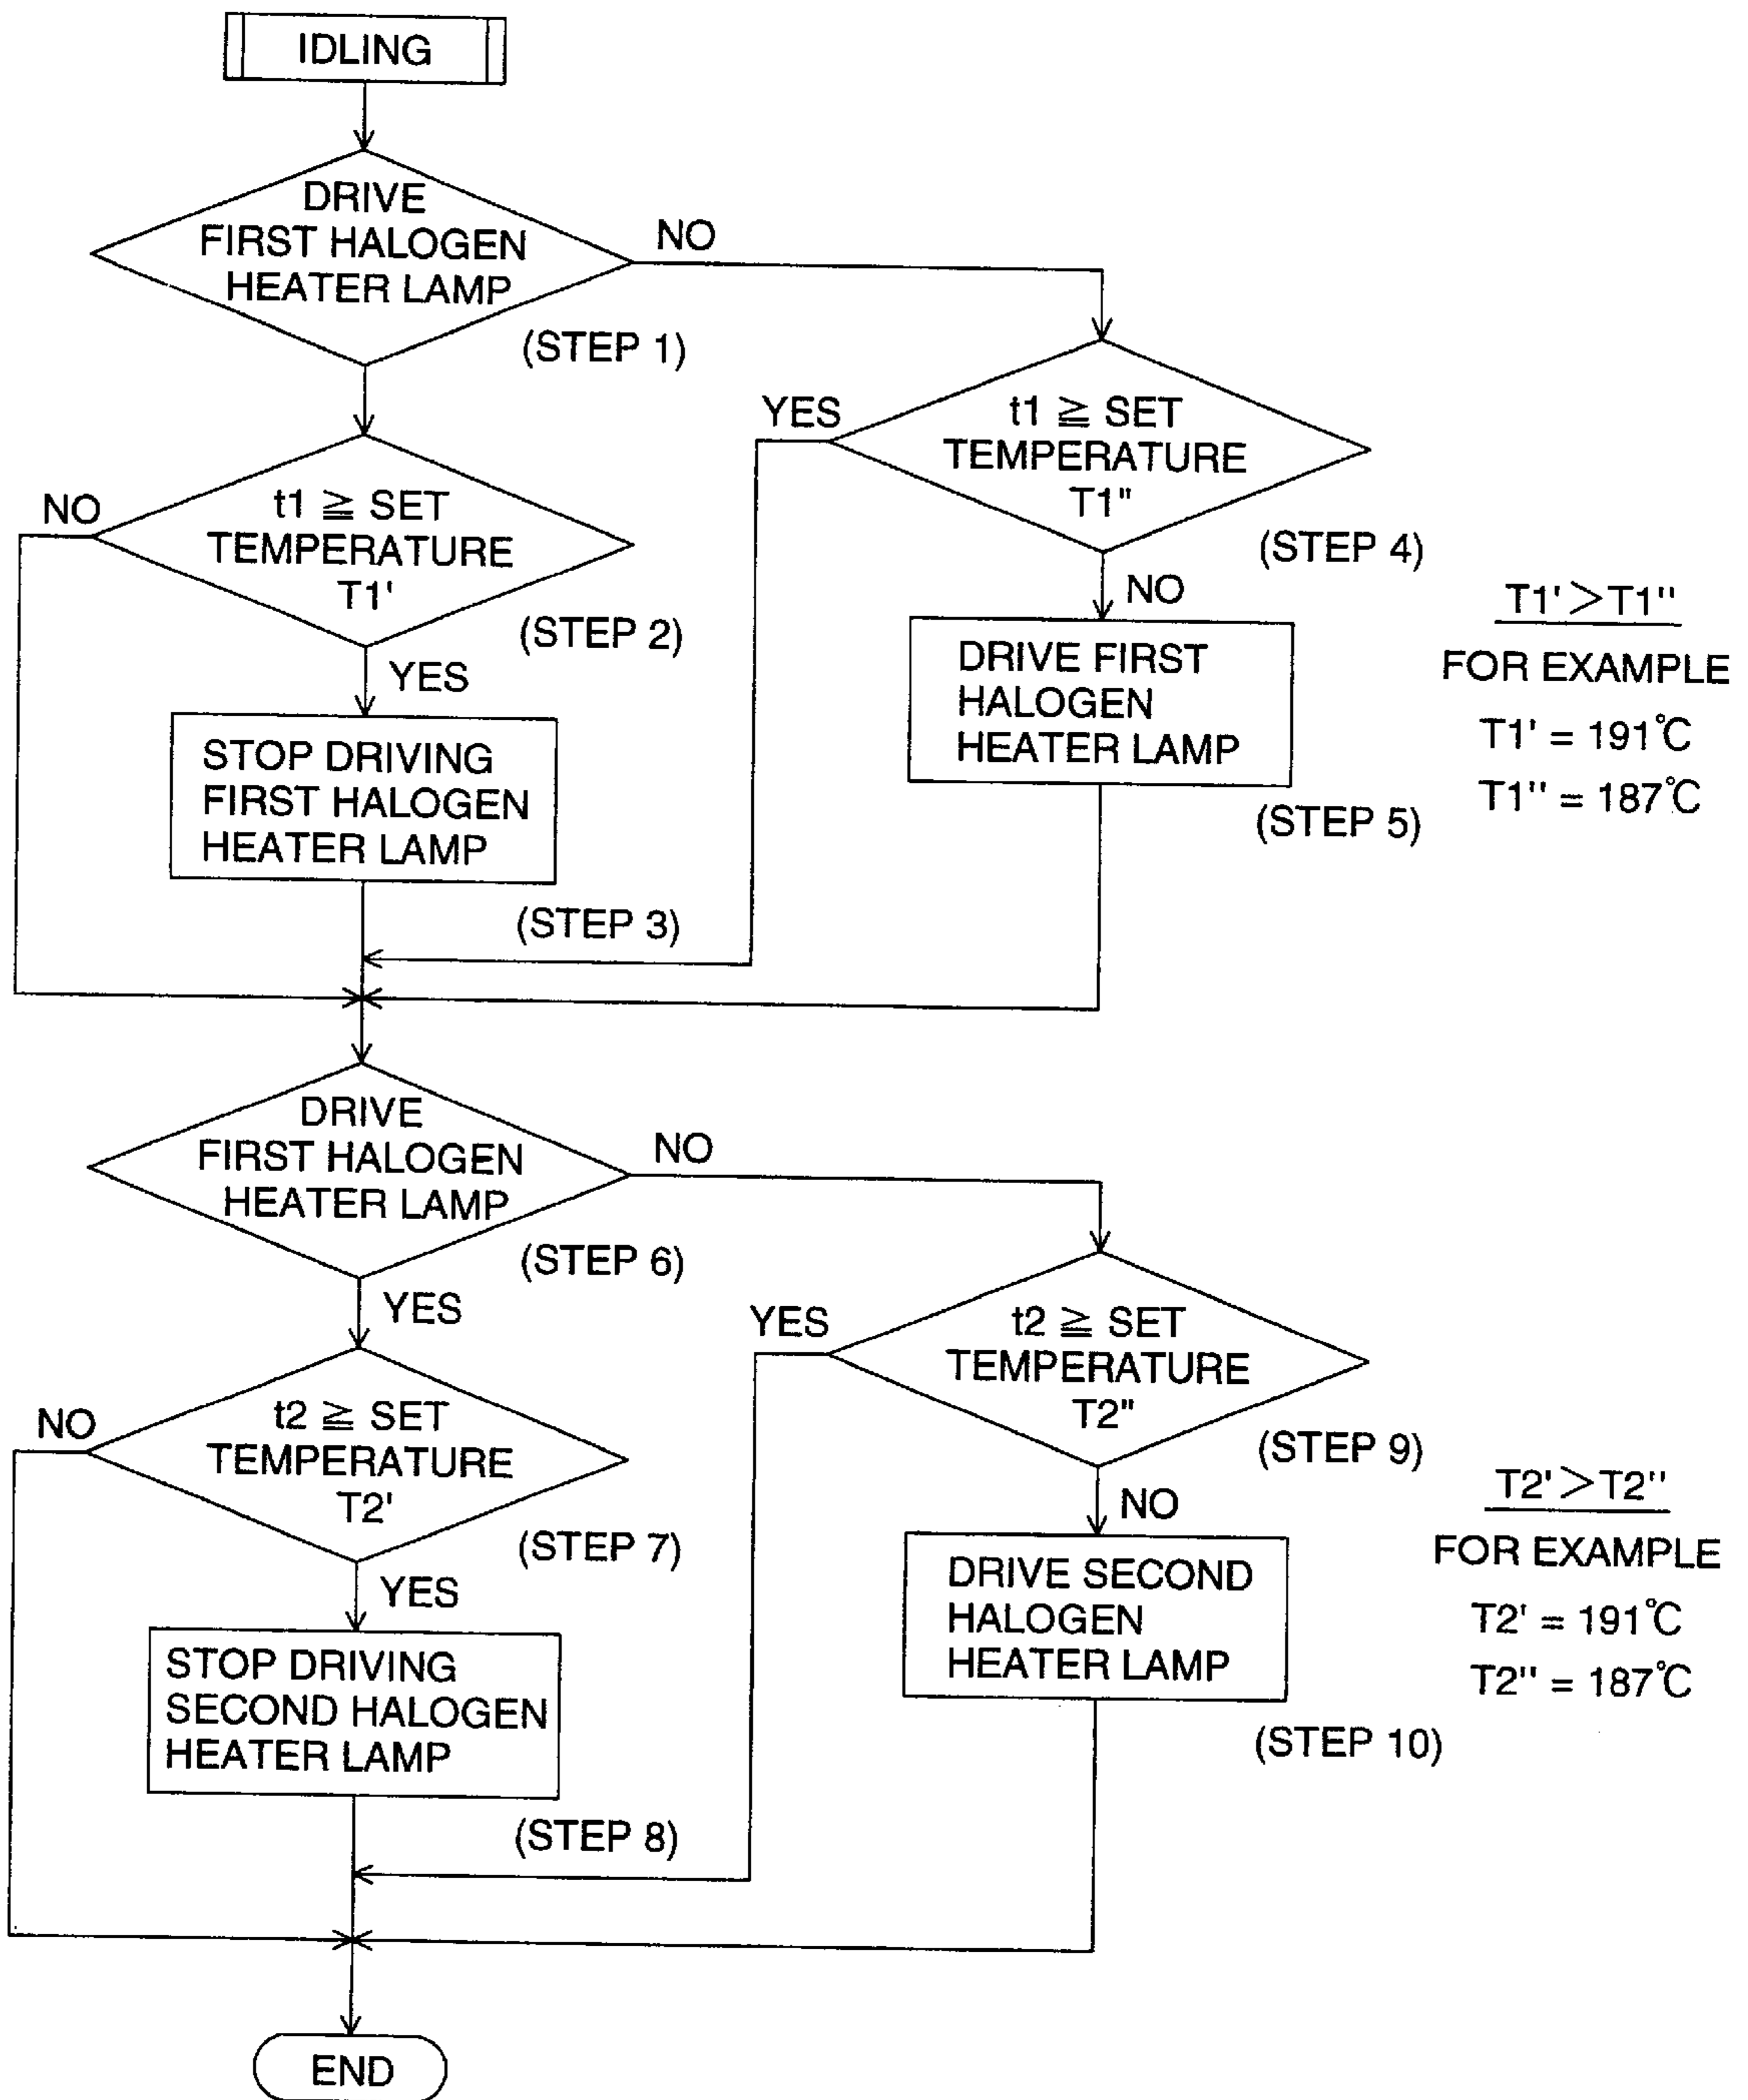 IDLING
DRIVE
FIRST HALOGEN
HEATER LAMP
NO
(STEP 1)
t1 ≧ SET
TEMPERATURE
T1'
NO
(STEP 2)
YES
STOP DRIVING
FIRST HALOGEN
HEATER LAMP
(STEP 3)
YES
t1 ≧ SET
TEMPERATURE
T1"
(STEP 4)
NO
DRIVE FIRST
HALOGEN
HEATER LAMP
(STEP 5)
T1' > T1''
FOR EXAMPLE
T1' = 191℃
T1'' = 187℃
DRIVE
FIRST HALOGEN
HEATER LAMP
NO
(STEP 6)
YES
t2 ≧ SET
TEMPERATURE
T2'
NO
(STEP 7)
YES
STOP DRIVING
SECOND HALOGEN
HEATER LAMP
(STEP 8)
YES
t2 ≧ SET
TEMPERATURE
T2"
(STEP 9)
NO
DRIVE SECOND
HALOGEN
HEATER LAMP
(STEP 10)
T2' > T2''
FOR EXAMPLE
T2' = 191℃
T2'' = 187℃
END